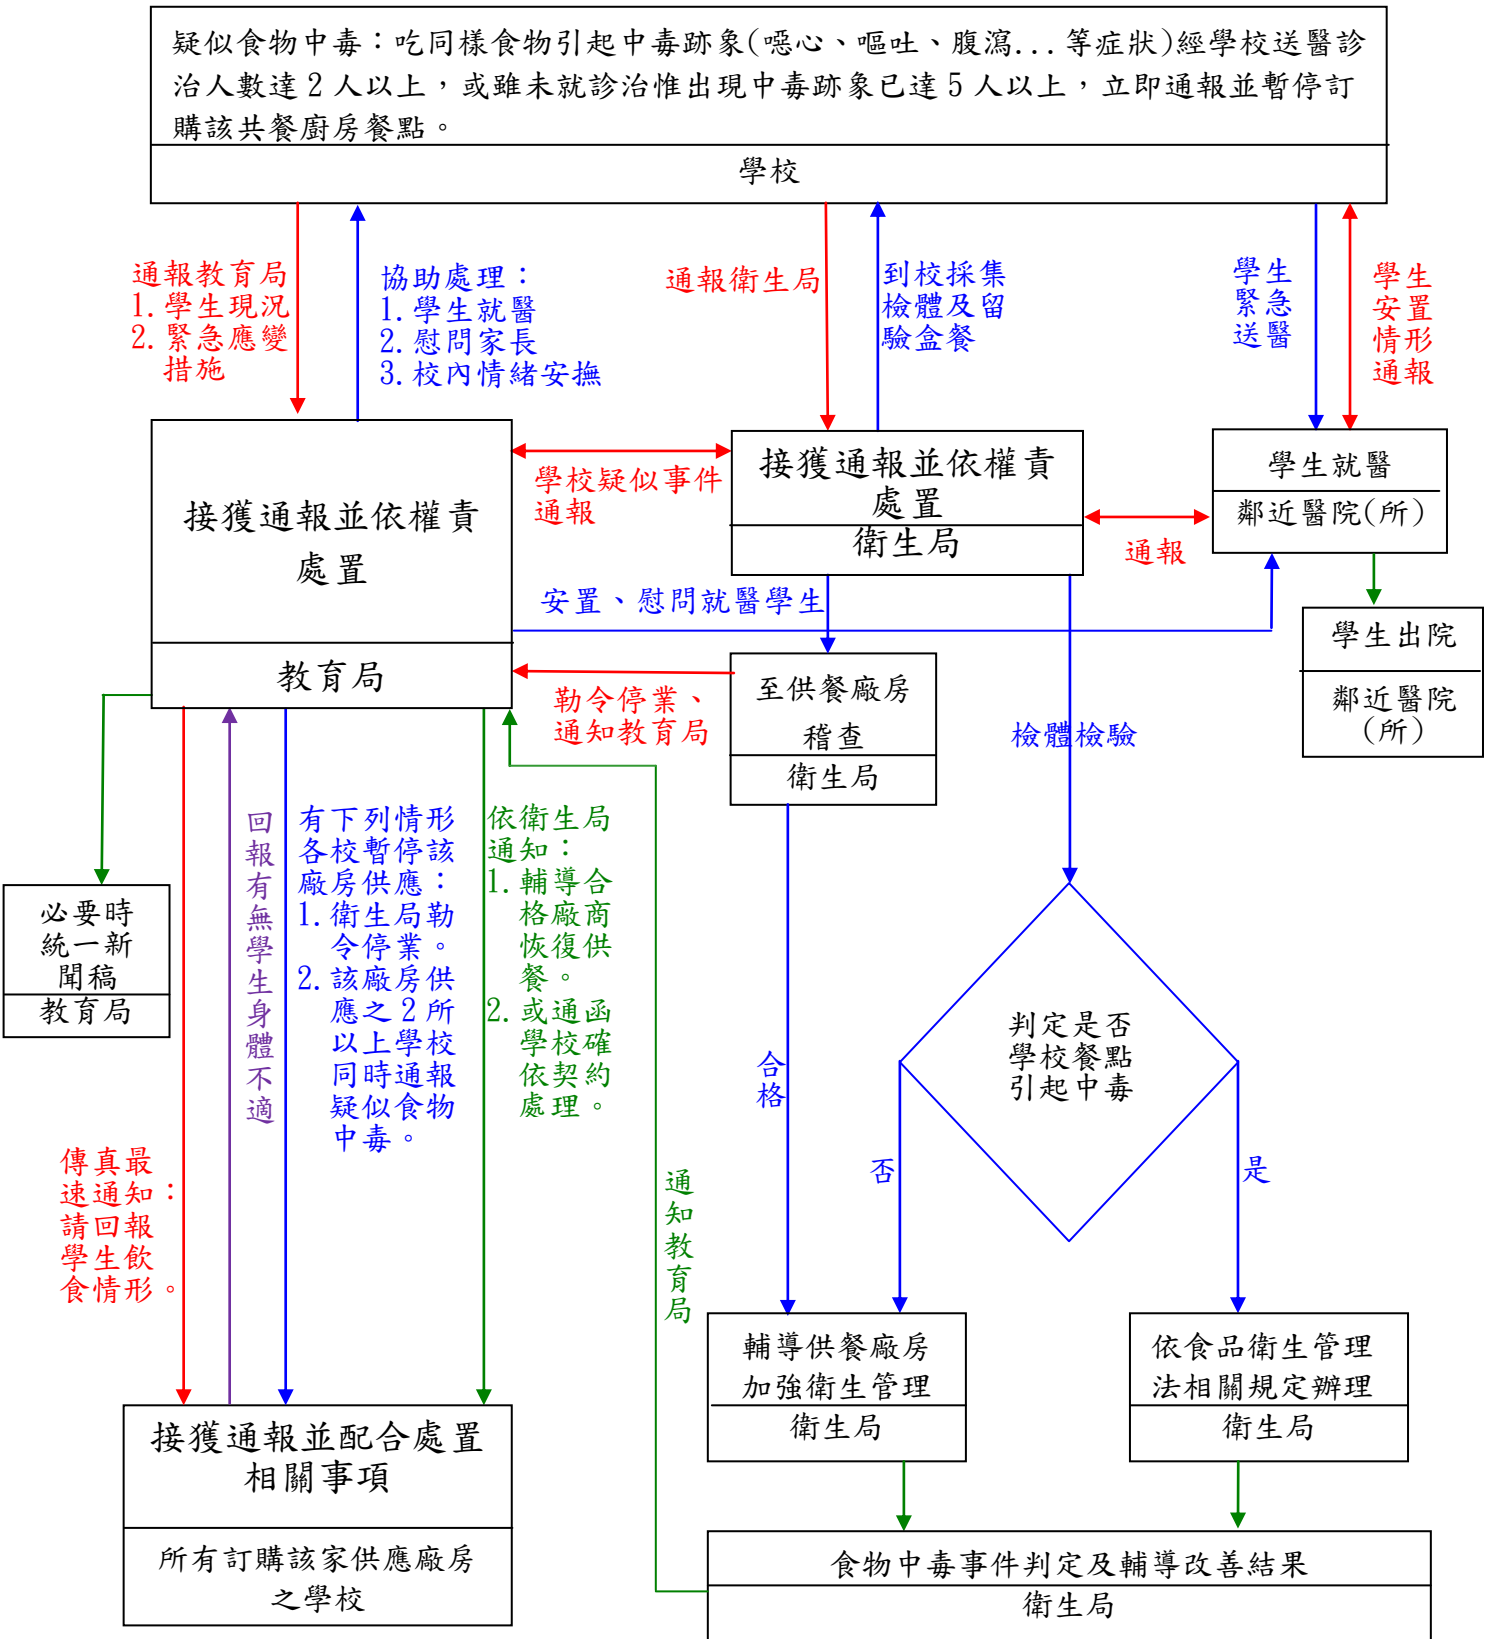 疑似食物中毒：吃同樣食物引起中毒跡象(噁心、嘔吐、腹瀉...等症狀)經學校送醫診
治人數達2人以上，或雖未就診治惟出現中毒跡象已達5人以上，立即通報並暫停訂
購該共餐廚房餐點。
學校
通報教育局
1.學生現況
2.緊急應變
措施
協助處理：
1.學生就醫
2.慰問家長
3.校內情緒安撫
通報衛生局
到校採集
檢體及留
驗盒餐
學生
緊急
送醫
學生
安置
情形
通報
接獲通報並依權責
處置
教育局
學校疑似事件
通報
接獲通報並依權責
處置
衛生局
通報
學生就醫
鄰近醫院(所)
安置、慰問就醫學生
學生出院
鄰近醫院
(所)
勒令停業、
通知教育局
至供餐廠房
稽查
衛生局
檢體檢驗
必要時
統一新
聞稿
教育局
回報有無學生身體不適
有下列情形
各校暫停該
廠房供應：
1.衛生局勒
令停業。
2.該廠房供
應之2所
以上學校
同時通報
疑似食物
中毒。
依衛生局
通知：
1.輔導合
格廠商
恢復供
餐。
2.或通函
學校確
依契約
處理。
傳真最
速通知：
請回報
學生飲
食情形。
通知教育局
合格
判定是否
學校餐點
引起中毒
否
是
輔導供餐廠房
加強衛生管理
衛生局
依食品衛生管理
法相關規定辦理
衛生局
接獲通報並配合處置
相關事項
所有訂購該家供應廠房
之學校
食物中毒事件判定及輔導改善結果
衛生局